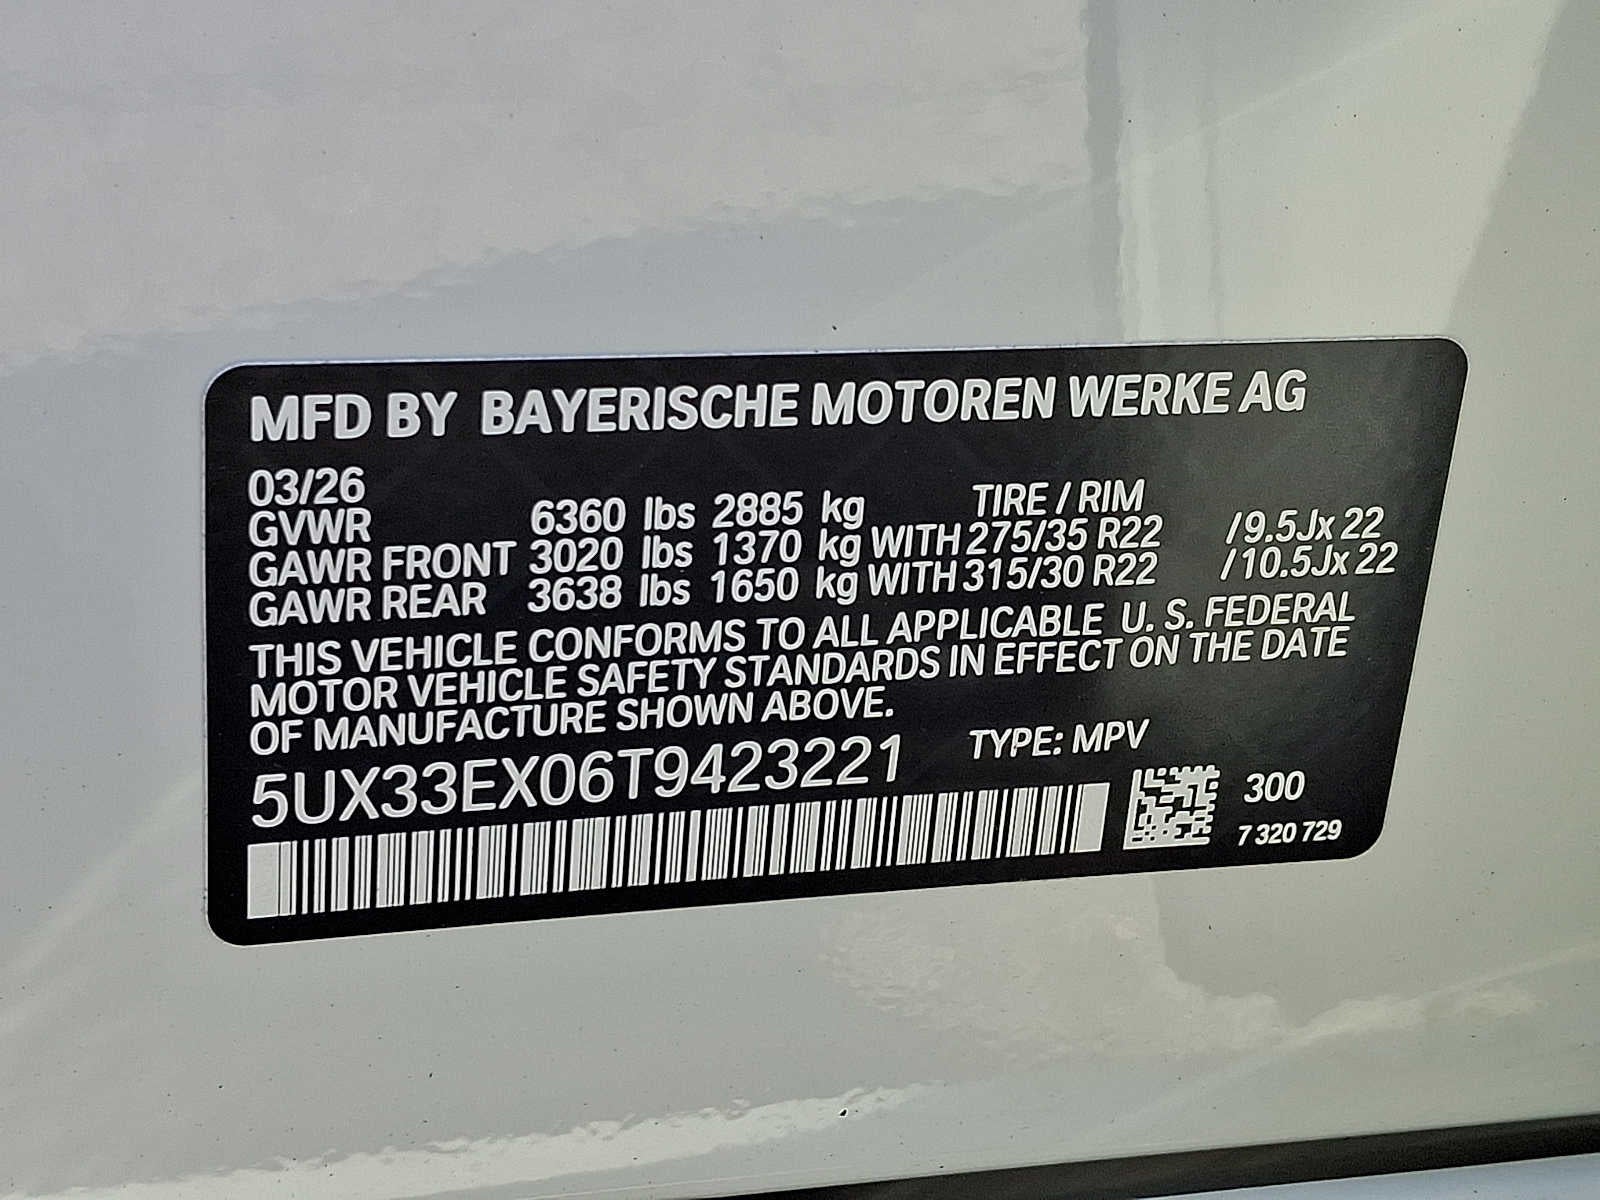 MFD BY BAYERISCHE MOTOREN WERKE AG
03/26
GVWR 6360 lbs 2885 kg TIRE / RIM
GAWR FRONT 3020 lbs 1370 kg WITH 275/35 R22 /9.5Jx 22
GAWR REAR 3638 lbs 1650 kg WITH 315/30 R22 /10.5Jx 22
THIS VEHICLE CONFORMS TO ALL APPLICABLE U. S. FEDERAL
MOTOR VEHICLE SAFETY STANDARDS IN EFFECT ON THE DATE
OF MANUFACTURE SHOWN ABOVE.
5UX33EX06T9423221 TYPE: MPV
300
7 320 729